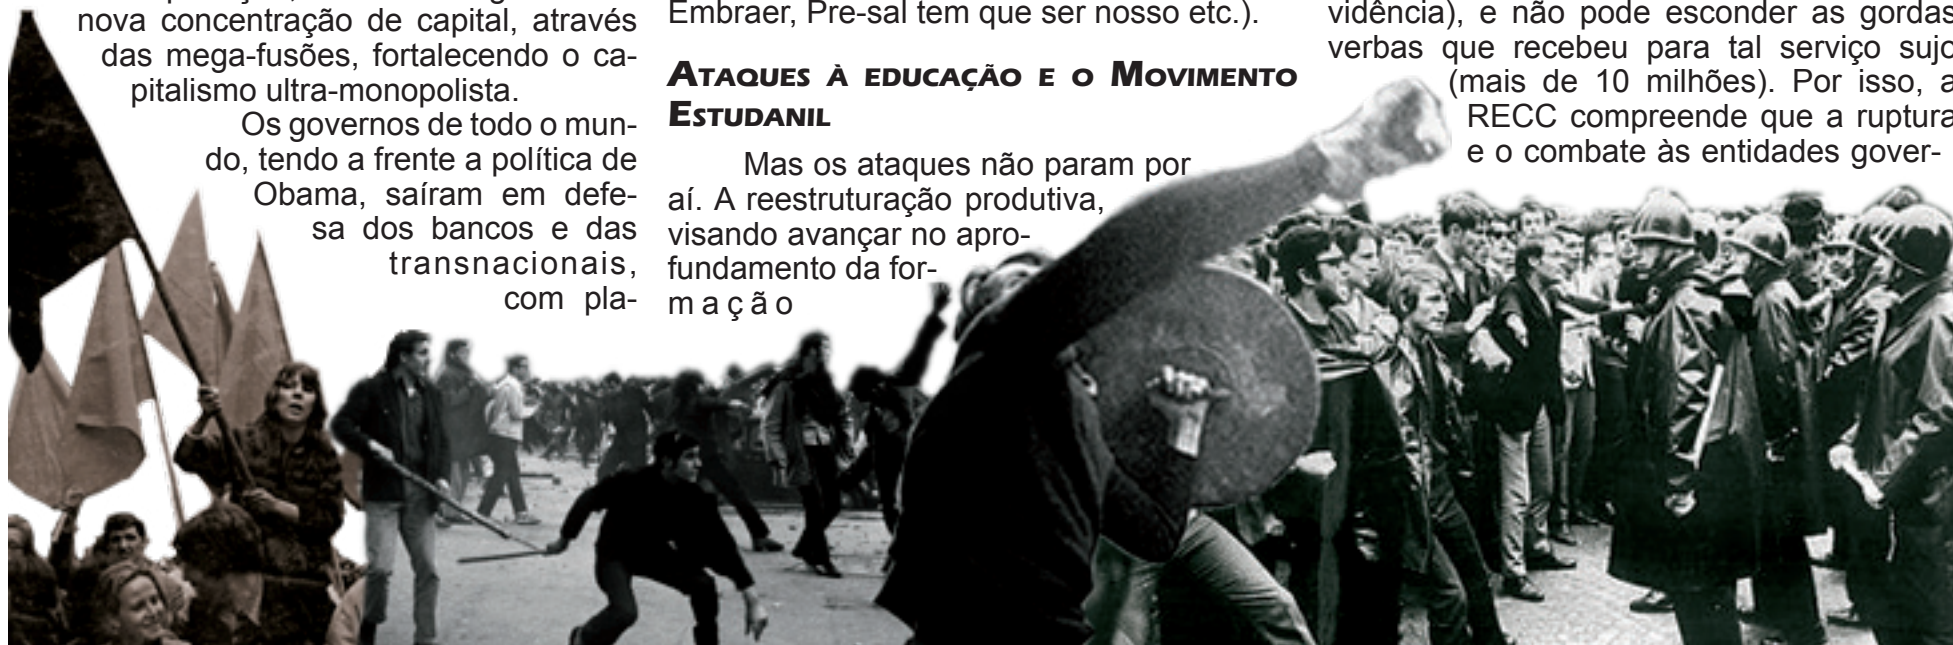 nova concentração de capital, através
das mega-fusões, fortalecendo o ca-
pitalismo ultra-monopolista.
Os governos de todo o mun-
do, tendo a frente a política de
Obama, saíram em defe-
sa dos bancos e das
transnacionais,
com pla-
Embraer, Pre-sal tem que ser nosso etc.).
Ataques à educação e o Movimento
Estudanil
Mas os ataques não param por
aí. A reestruturação produtiva,
visando avançar no apro-
fundamento da for-
mação
vidência), e não pode esconder as gordas
verbas que recebeu para tal serviço sujo
(mais de 10 milhões). Por isso, a
RECC compreende que a ruptura
e o combate às entidades gover-